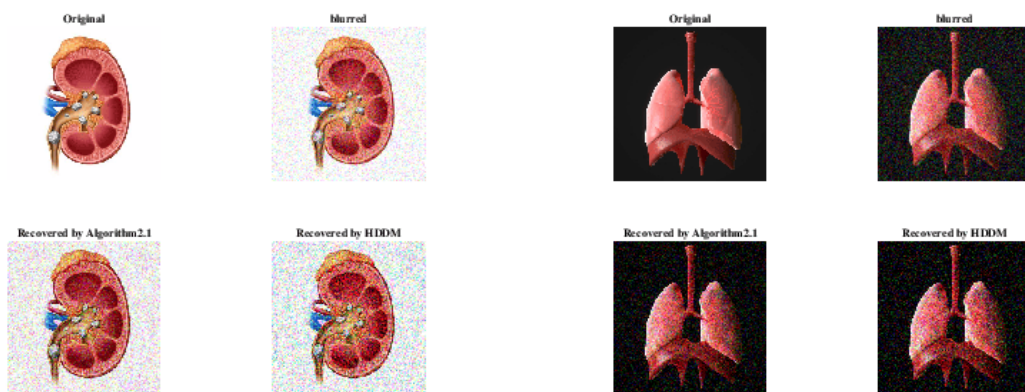 Original
blurred
Original
blurred
Recovered by Algorithm2.1
Recovered by HDDM
Recovered by Algorithm2.1
Recovered by HDDM